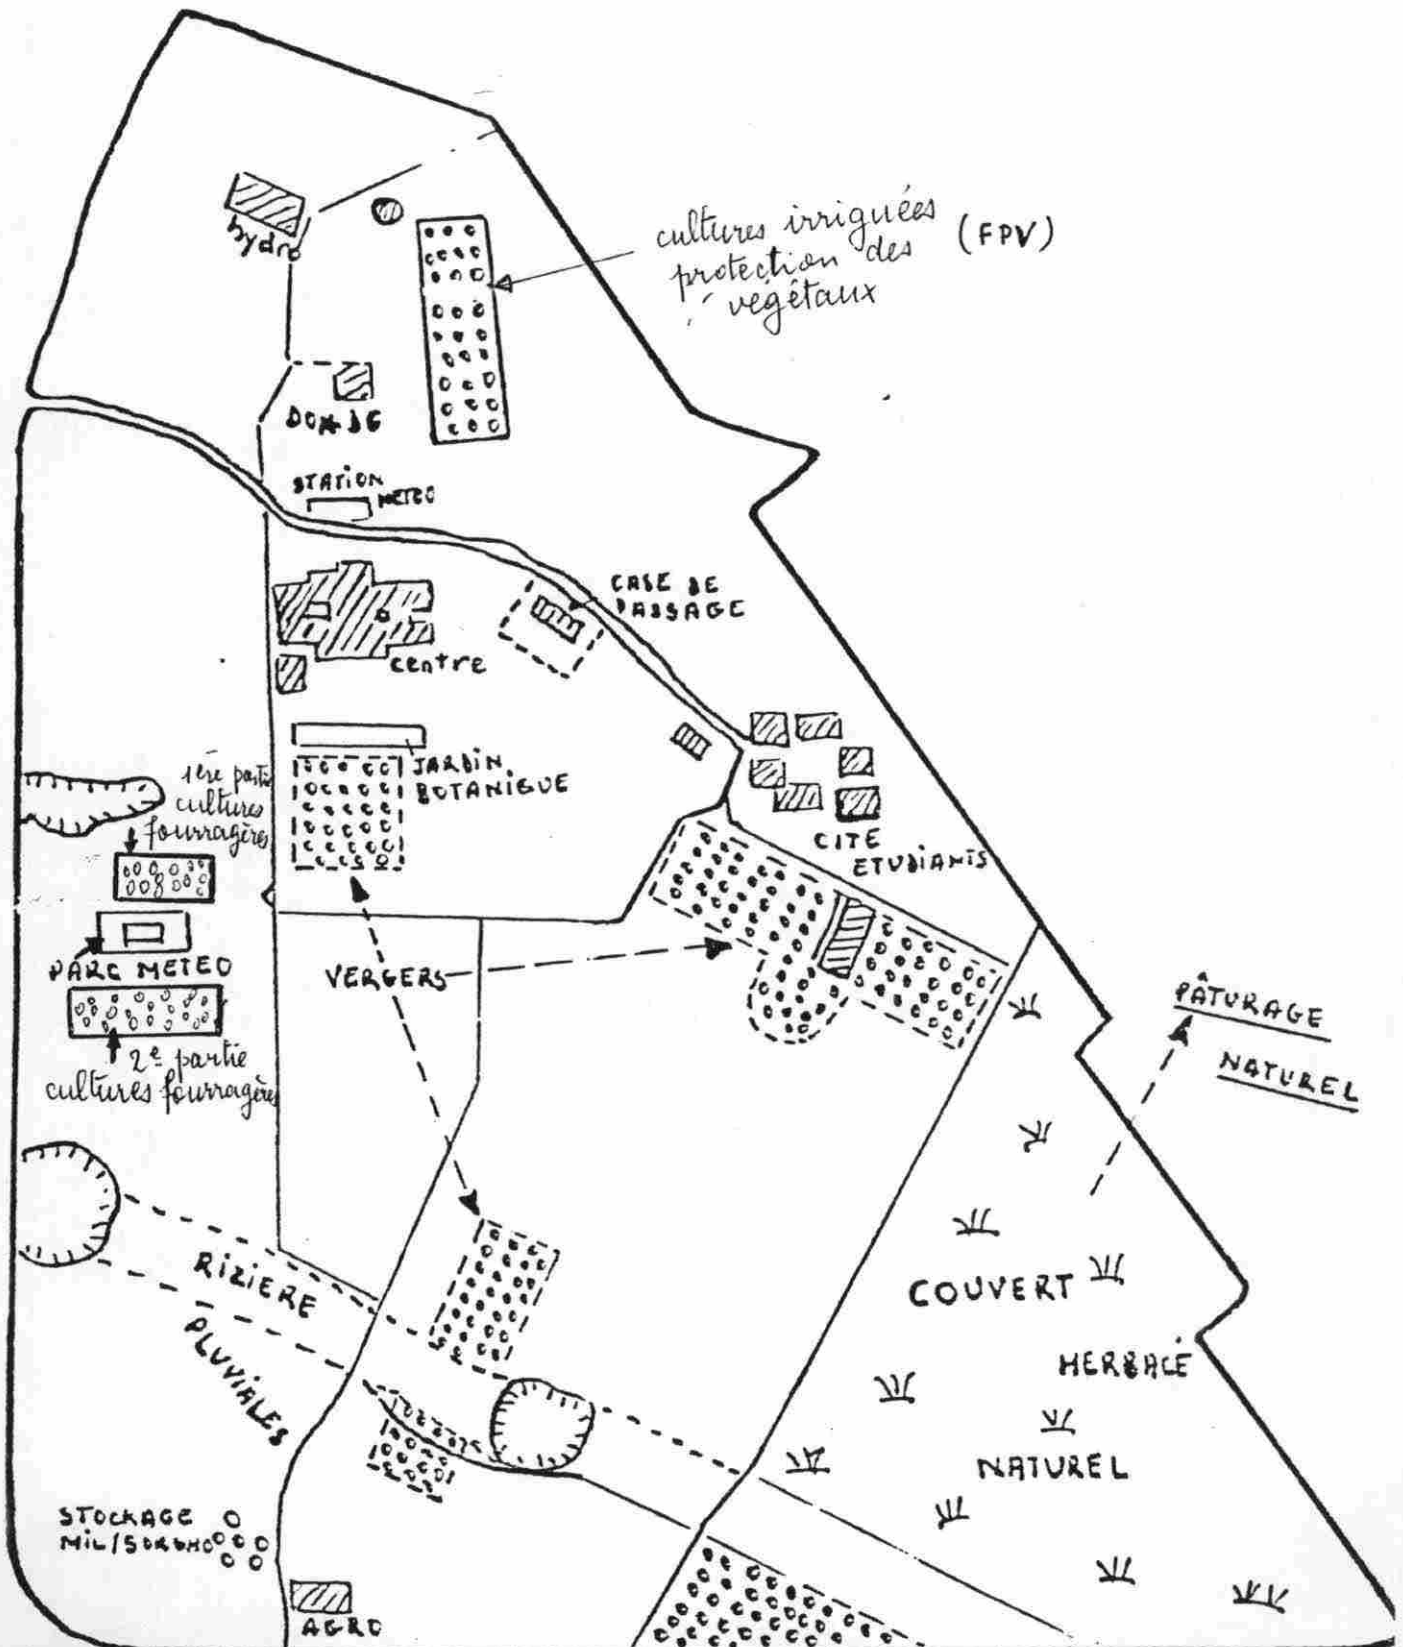 hydro
cultures irriguées (FPV)
protection des
végétaux
STATION
METEO
CASE DE
PASSAGE
centre
JARDIN
BOTANIQUE
1ère partie
cultures
fourragères
CITE
ETUDIANTS
PARC METEO
VERGERS
2e partie
cultures fourragères
PÂTURAGE
NATUREL
RIZIERE
PLUVIALES
COUVERT
HERBACÉ
NATUREL
STOCKAGE
MIL/SORGHO
AGRO